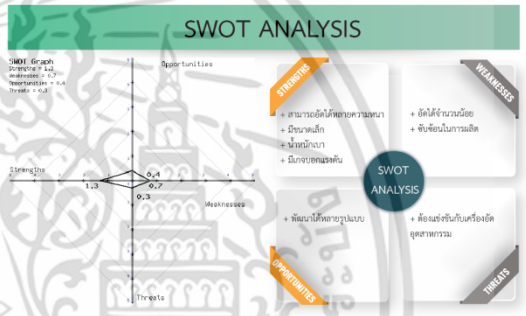 SWOT ANALYSIS
SWOT Graph
Strengths = 1.3
Weaknesses = 0.7
Opportunities = 0.4
Threats = 0.3
Opportunities
Strengths
1.3
0.4
0.7
0.3
Weaknesses
Threats
STRENGTHS
+ สามารถอัดได้หลายความหนา
+ มีขนาดเล็ก
+ น้ำหนักเบา
+ มีเกจบอกแรงดัน
WEAKNESSES
+ อัดได้จำนวนน้อย
+ ซับซ้อนในการผลิต
SWOT
ANALYSIS
+ พัฒนาได้หลายรูปแบบ
OPPORTUNITIES
+ ต้องแข่งขันกับเครื่องอัด
อุตสาหกรรม
THREATS